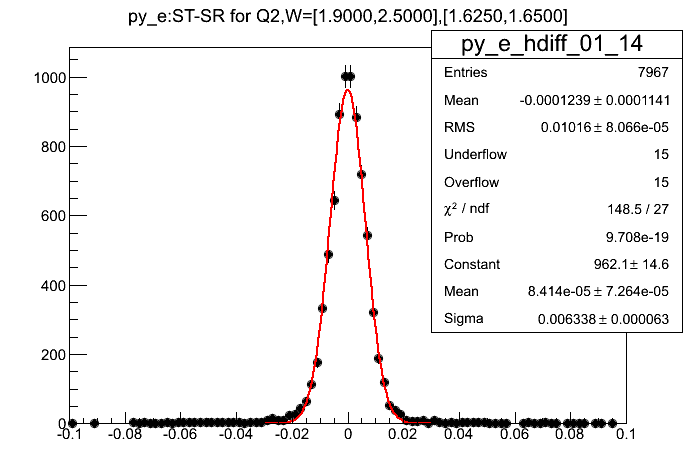 py_e:ST-SR for Q2,W=[1.9000,2.5000],[1.6250,1.6500]
py_e_hdiff_01_14
Entries 7967
Mean -0.0001239 ± 0.0001141
RMS 0.01016 ± 8.066e-05
Underflow 15
Overflow 15
χ² / ndf 148.5 / 27
Prob 9.708e-19
Constant 962.1 ± 14.6
Mean 8.414e-05 ± 7.264e-05
Sigma 0.006338 ± 0.000063
1000
800
600
400
200
0
-0.1 -0.08 -0.06 -0.04 -0.02 0 0.02 0.04 0.06 0.08 0.1